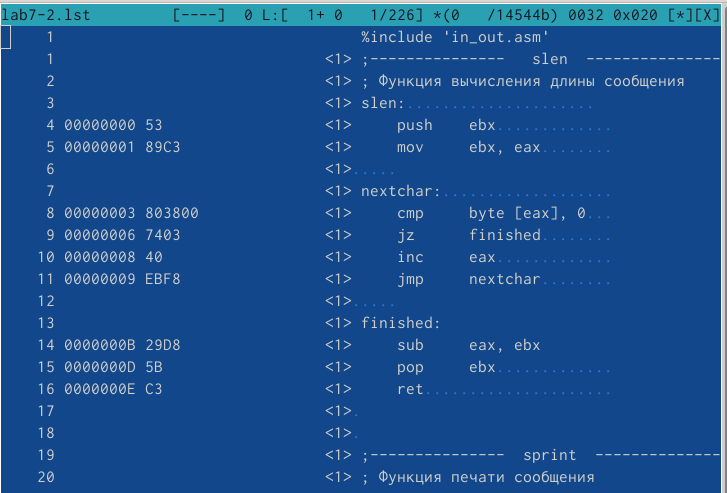 lab7-2.lst [----] 0 L:[ 1+ 0 1/226] *(0 /14544b) 0032 0x020 [*][X]
1 %include 'in_out.asm'
1 <1> ;--------------- slen ---------------
2 <1> ; Функция вычисления длины сообщения
3 <1> slen:.....................
4 00000000 53 <1> push ebx.............
5 00000001 89C3 <1> mov ebx, eax........
6 <1>.....
7 <1> nextchar:...................
8 00000003 803800 <1> cmp byte [eax], 0...
9 00000006 7403 <1> jz finished........
10 00000008 40 <1> inc eax.............
11 00000009 EBF8 <1> jmp nextchar........
12 <1>.....
13 <1> finished:
14 0000000B 29D8 <1> sub eax, ebx
15 0000000D 5B <1> pop ebx.............
16 0000000E C3 <1> ret.....................
17 <1>.
18 <1>.
19 <1> ;--------------- sprint --------------
20 <1> ; Функция печати сообщения